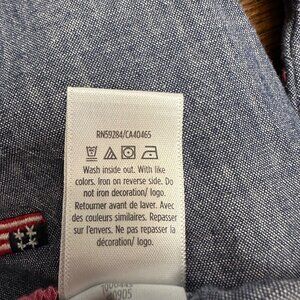 RN59284/CA40465
Wash inside out. With like
colors. Iron on reverse side. Do
not iron decoration/ logo.
Retourner avant de laver. Avec
des couleurs similaires. Repasser
sur l'envers. Ne repasser la
décoration/ logo.